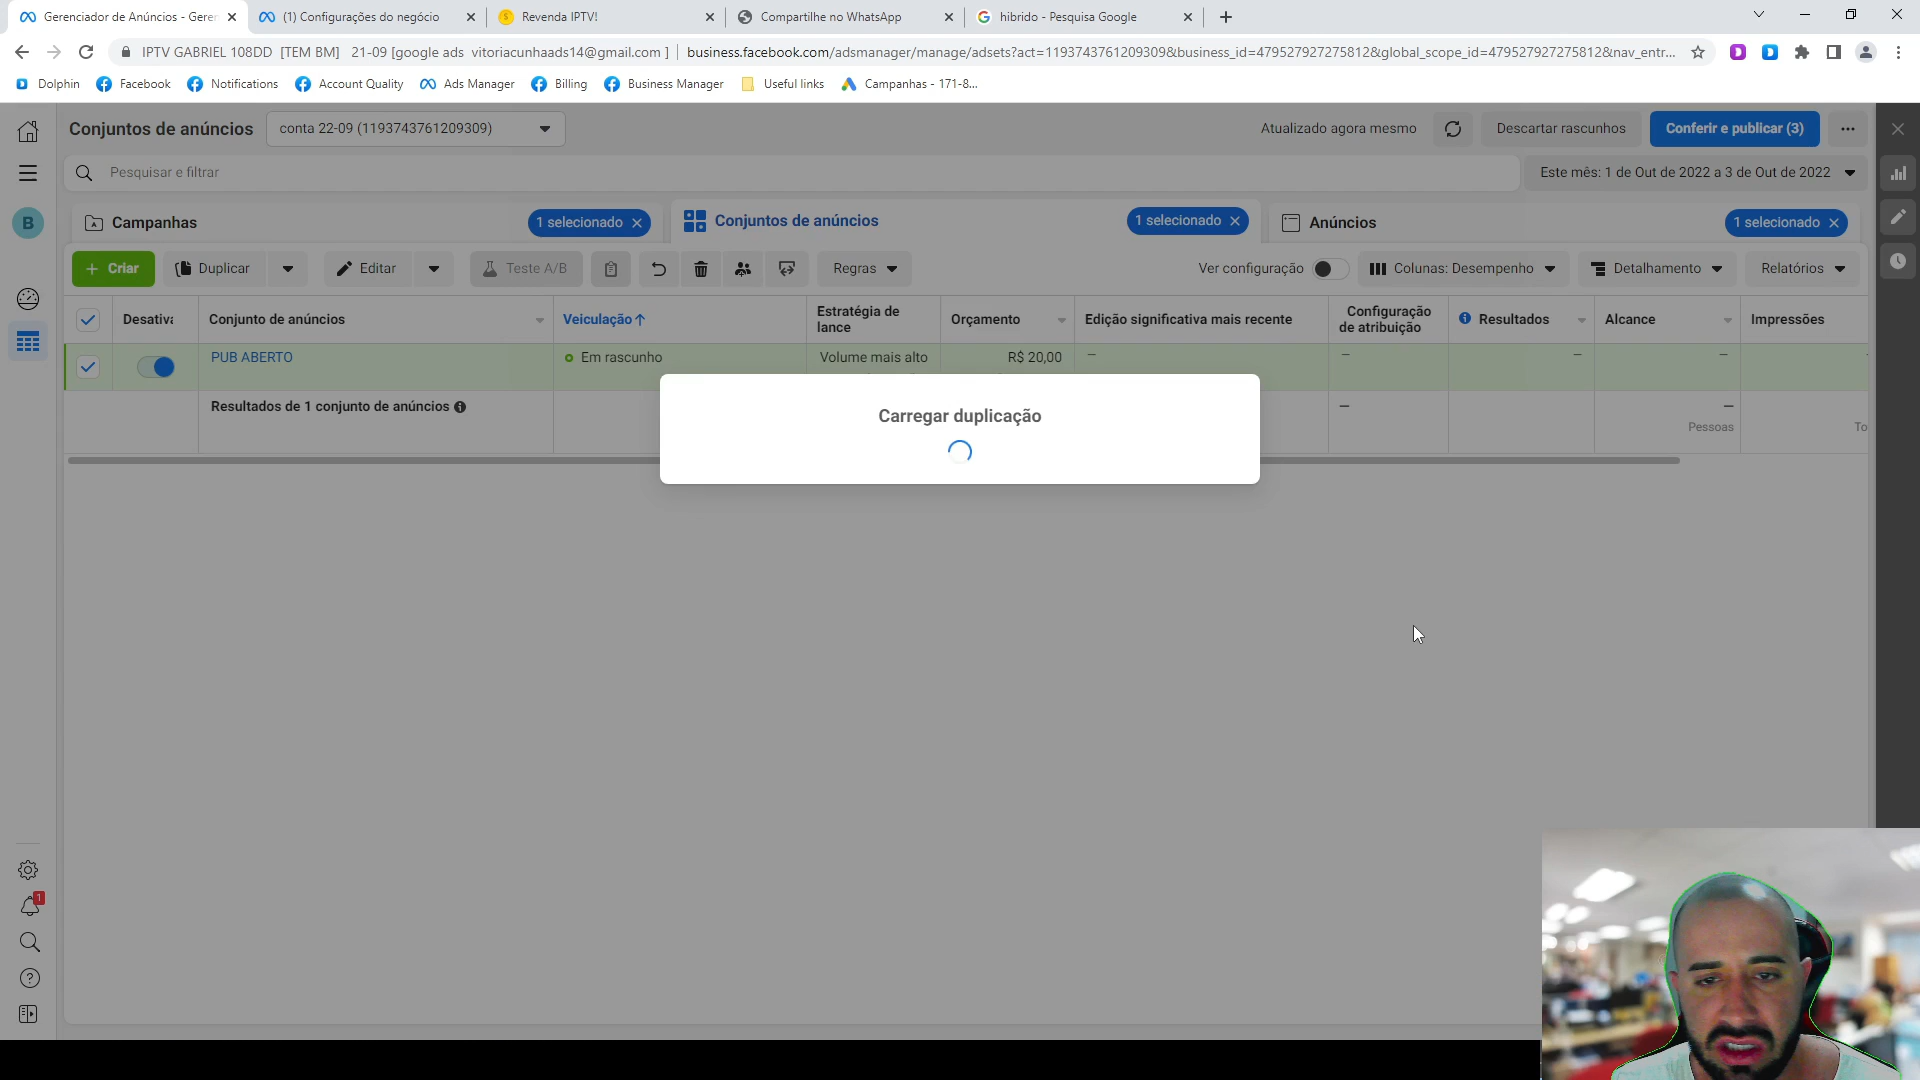 Gerenciador de Anúncios - Geren
(1) Configurações do negócio
Revenda IPTV!
Compartilhe no WhatsApp
hibrido - Pesquisa Google
IPTV GABRIEL 108DD [TEM BM] 21-09 [google ads vitoriacunhaads14@gmail.com ]
business.facebook.com/adsmanager/manage/adsets?act=1193743761209309&business_id=479527927275812&global_scope_id=479527927275812&nav_entr...
Dolphin
Facebook
Notifications
Account Quality
Ads Manager
Billing
Business Manager
Useful links
Campanhas - 171-8...
Conjuntos de anúncios
conta 22-09 (1193743761209309)
Atualizado agora mesmo
Descartar rascunhos
Conferir e publicar (3)
Pesquisar e filtrar
Este mês: 1 de Out de 2022 a 3 de Out de 2022
B
Campanhas
1 selecionado
Conjuntos de anúncios
1 selecionado
Anúncios
1 selecionado
+ Criar
Duplicar
Editar
Teste A/B
Regras
Ver configuração
Colunas: Desempenho
Detalhamento
Relatórios
Desativa
Conjunto de anúncios
Veiculação↑
Estratégia de
lance
Orçamento
Edição significativa mais recente
Configuração
de atribuição
Resultados
Alcance
Impressões
PUB ABERTO
Em rascunho
Volume mais alto
R$ 20,00
—
—
—
—
Resultados de 1 conjunto de anúncios
—
—
Pessoas
To
Carregar duplicação
1